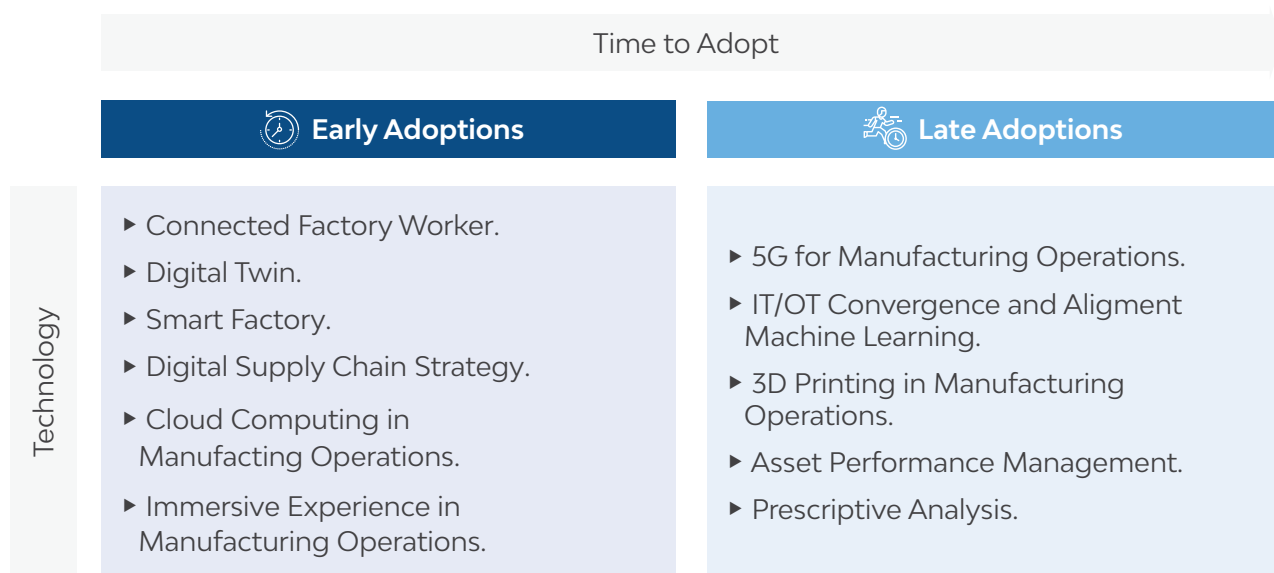 Time to Adopt
Early Adoptions
Late Adoptions
Technology
▸ Connected Factory Worker.
▸ Digital Twin.
▸ Smart Factory.
▸ Digital Supply Chain Strategy.
▸ Cloud Computing in
Manufacting Operations.
▸ Immersive Experience in
Manufacturing Operations.
▸ 5G for Manufacturing Operations.
▸ IT/OT Convergence and Aligment
Machine Learning.
▸ 3D Printing in Manufacturing
Operations.
▸ Asset Performance Management.
▸ Prescriptive Analysis.